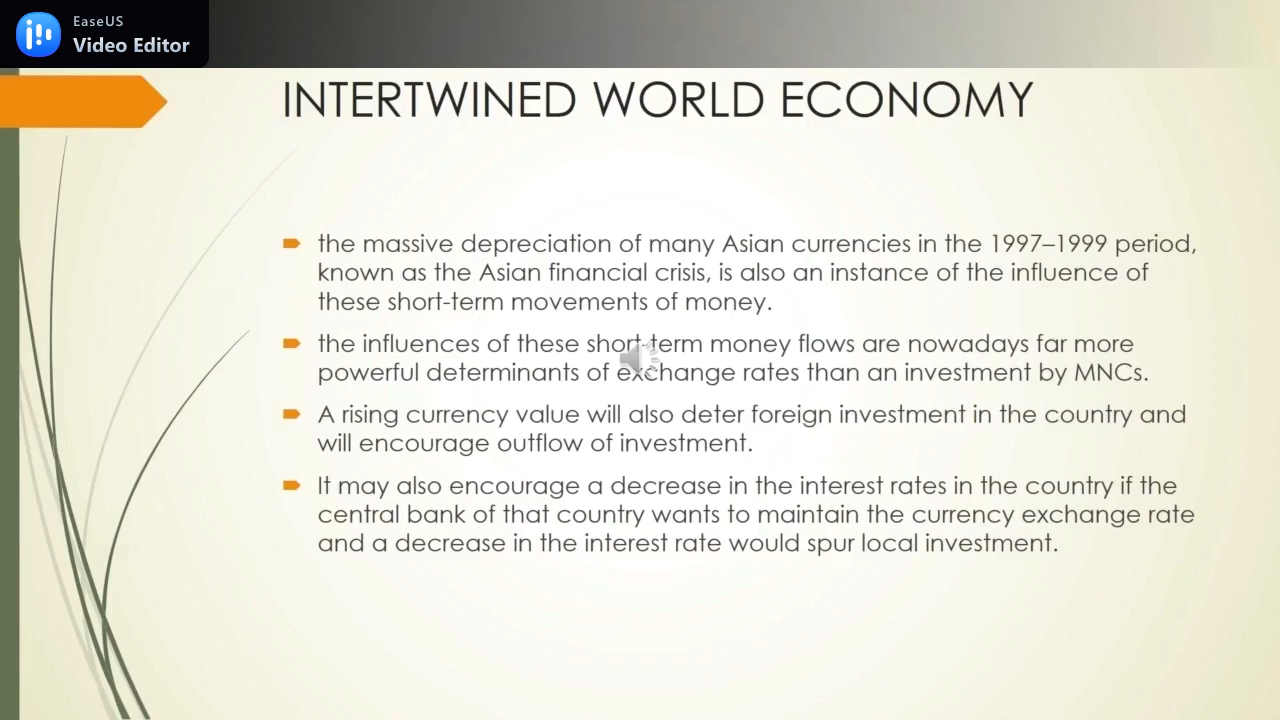 EaseUS
Video Editor
INTERTWINED WORLD ECONOMY
the massive depreciation of many Asian currencies in the 1997–1999 period,
known as the Asian financial crisis, is also an instance of the influence of
these short-term movements of money.
the influences of these short-term money flows are nowadays far more
powerful determinants of exchange rates than an investment by MNCs.
A rising currency value will also deter foreign investment in the country and
will encourage outflow of investment.
It may also encourage a decrease in the interest rates in the country if the
central bank of that country wants to maintain the currency exchange rate
and a decrease in the interest rate would spur local investment.